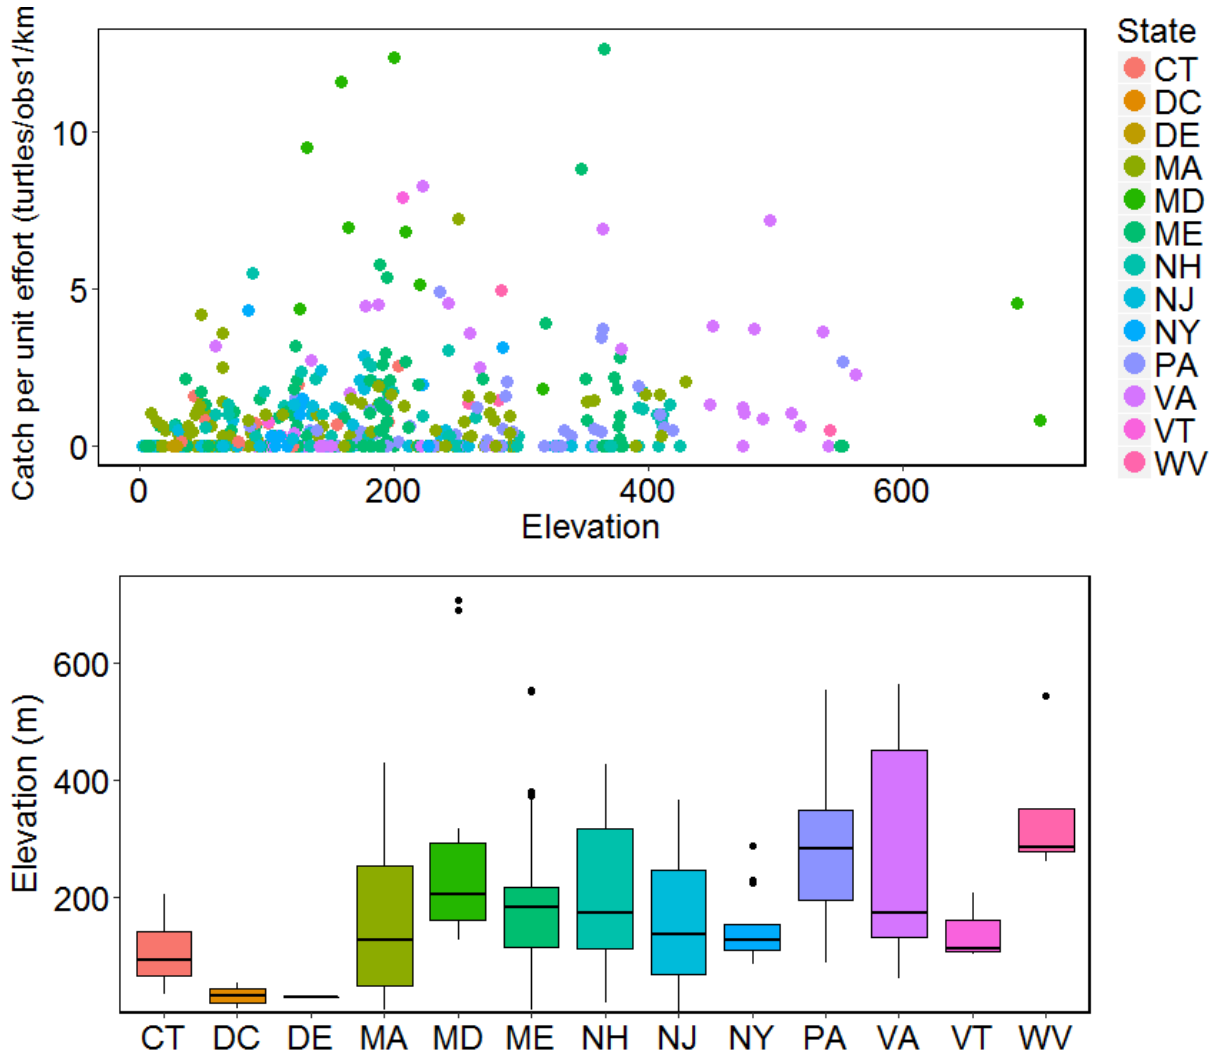 Catch per unit effort (turtles/obs1/km
10
5
0
0 200 400 600
Elevation
State
CT
DC
DE
MA
MD
ME
NH
NJ
NY
PA
VA
VT
WV
Elevation (m)
600
400
200
CT DC DE MA MD ME NH NJ NY PA VA VT WV